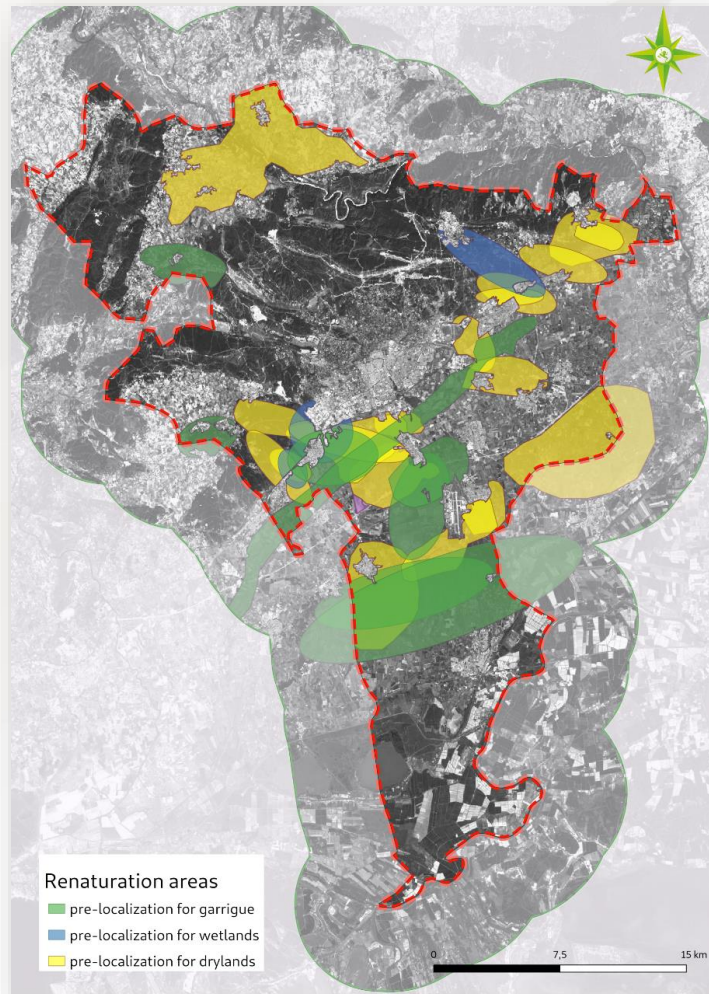 Renaturation areas
pre-localization for garrigue
pre-localization for wetlands
pre-localization for drylands
0 7,5 15 km